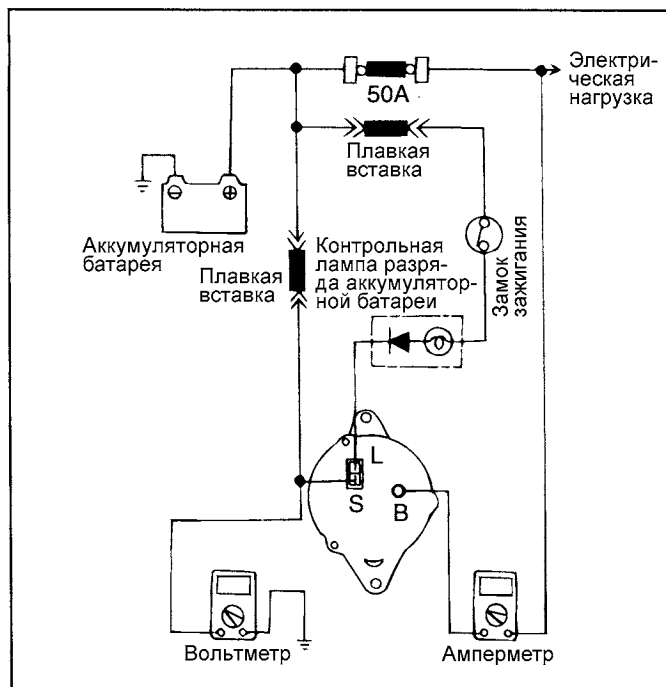 Электри-
ческая
нагрузка
50А
Плавкая
вставка
Аккумуляторная
батарея
Плавкая
вставка
Контрольная
лампа разря-
да аккумулятор-
ной батареи
Замок
зажигания
L
S
B
Вольтметр
Амперметр